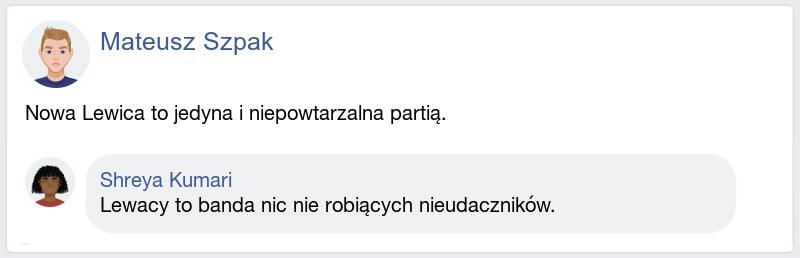 Mateusz Szpak
Nowa Lewica to jedyna i niepowtarzalna partią.
Shreya Kumari
Lewacy to banda nic nie robiących nieudaczników.